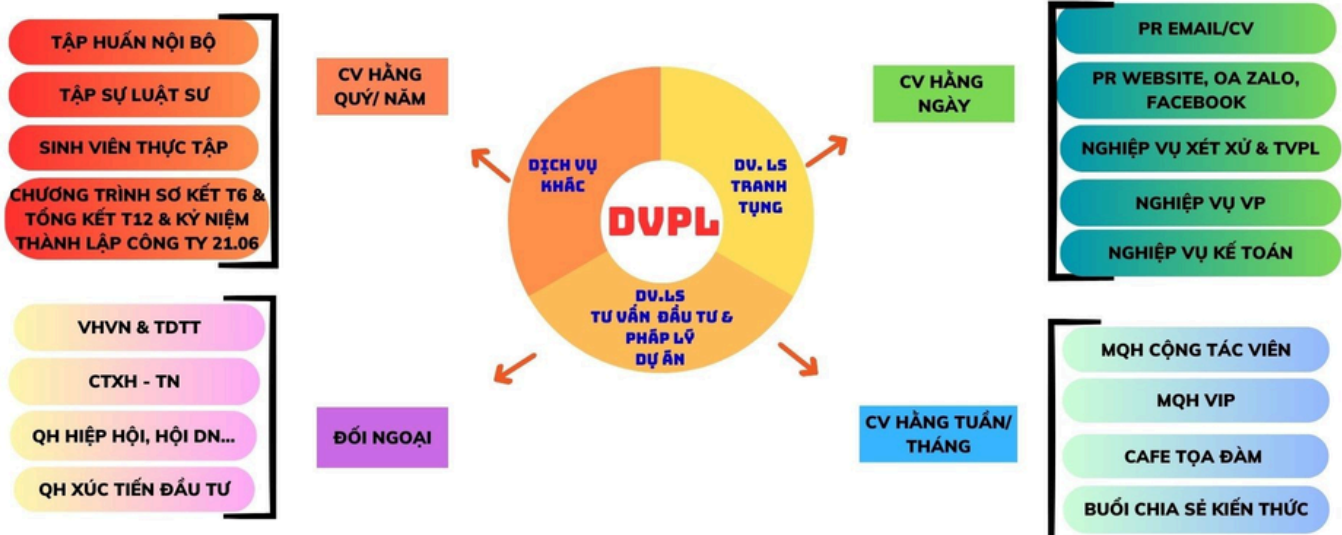 TẬP HUẤN NỘI BỘ
TẬP SỰ LUẬT SƯ
SINH VIÊN THỰC TẬP
CHƯƠNG TRÌNH SƠ KẾT T6 &
TỔNG KẾT T12 & KỶ NIỆM
THÀNH LẬP CÔNG TY 21.06
CV HẰNG
QUÝ/ NĂM
VHVN & TDTT
CTXH - TN
QH HIỆP HỘI, HỘI DN...
QH XÚC TIẾN ĐẦU TƯ
ĐỐI NGOẠI
DỊCH VỤ
KHÁC
DV. LS
TRANH
TỤNG
DVPL
DV.LS
TƯ VẤN ĐẦU TƯ &
PHÁP LÝ
DỰ ÁN
CV HẰNG
NGÀY
PR EMAIL/CV
PR WEBSITE, OA ZALO,
FACEBOOK
NGHIỆP VỤ XÉT XỬ & TVPL
NGHIỆP VỤ VP
NGHIỆP VỤ KẾ TOÁN
CV HẰNG TUẦN/
THÁNG
MQH CỘNG TÁC VIÊN
MQH VIP
CAFE TỌA ĐÀM
BUỔI CHIA SẺ KIẾN THỨC